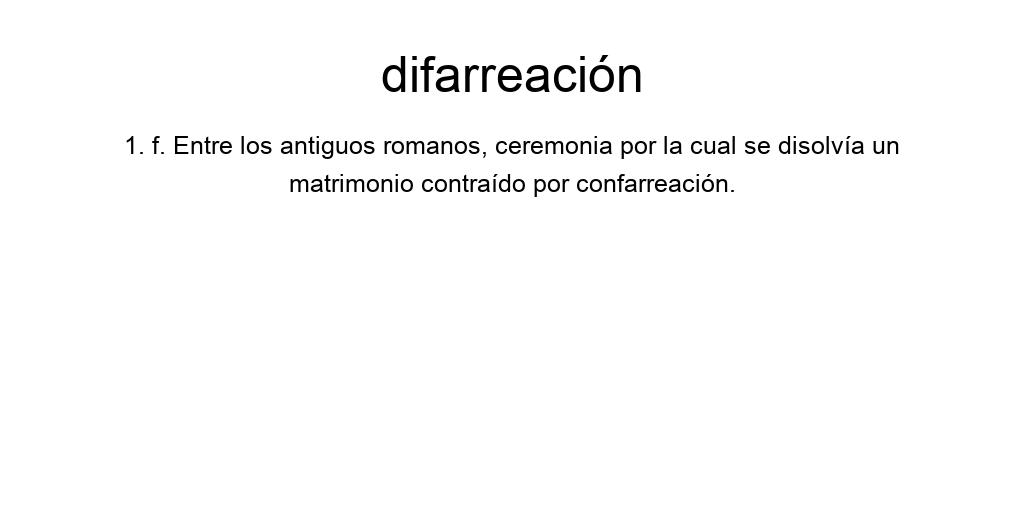 difarreación
1. f. Entre los antiguos romanos, ceremonia por la cual se disolvía un
matrimonio contraído por confarreación.